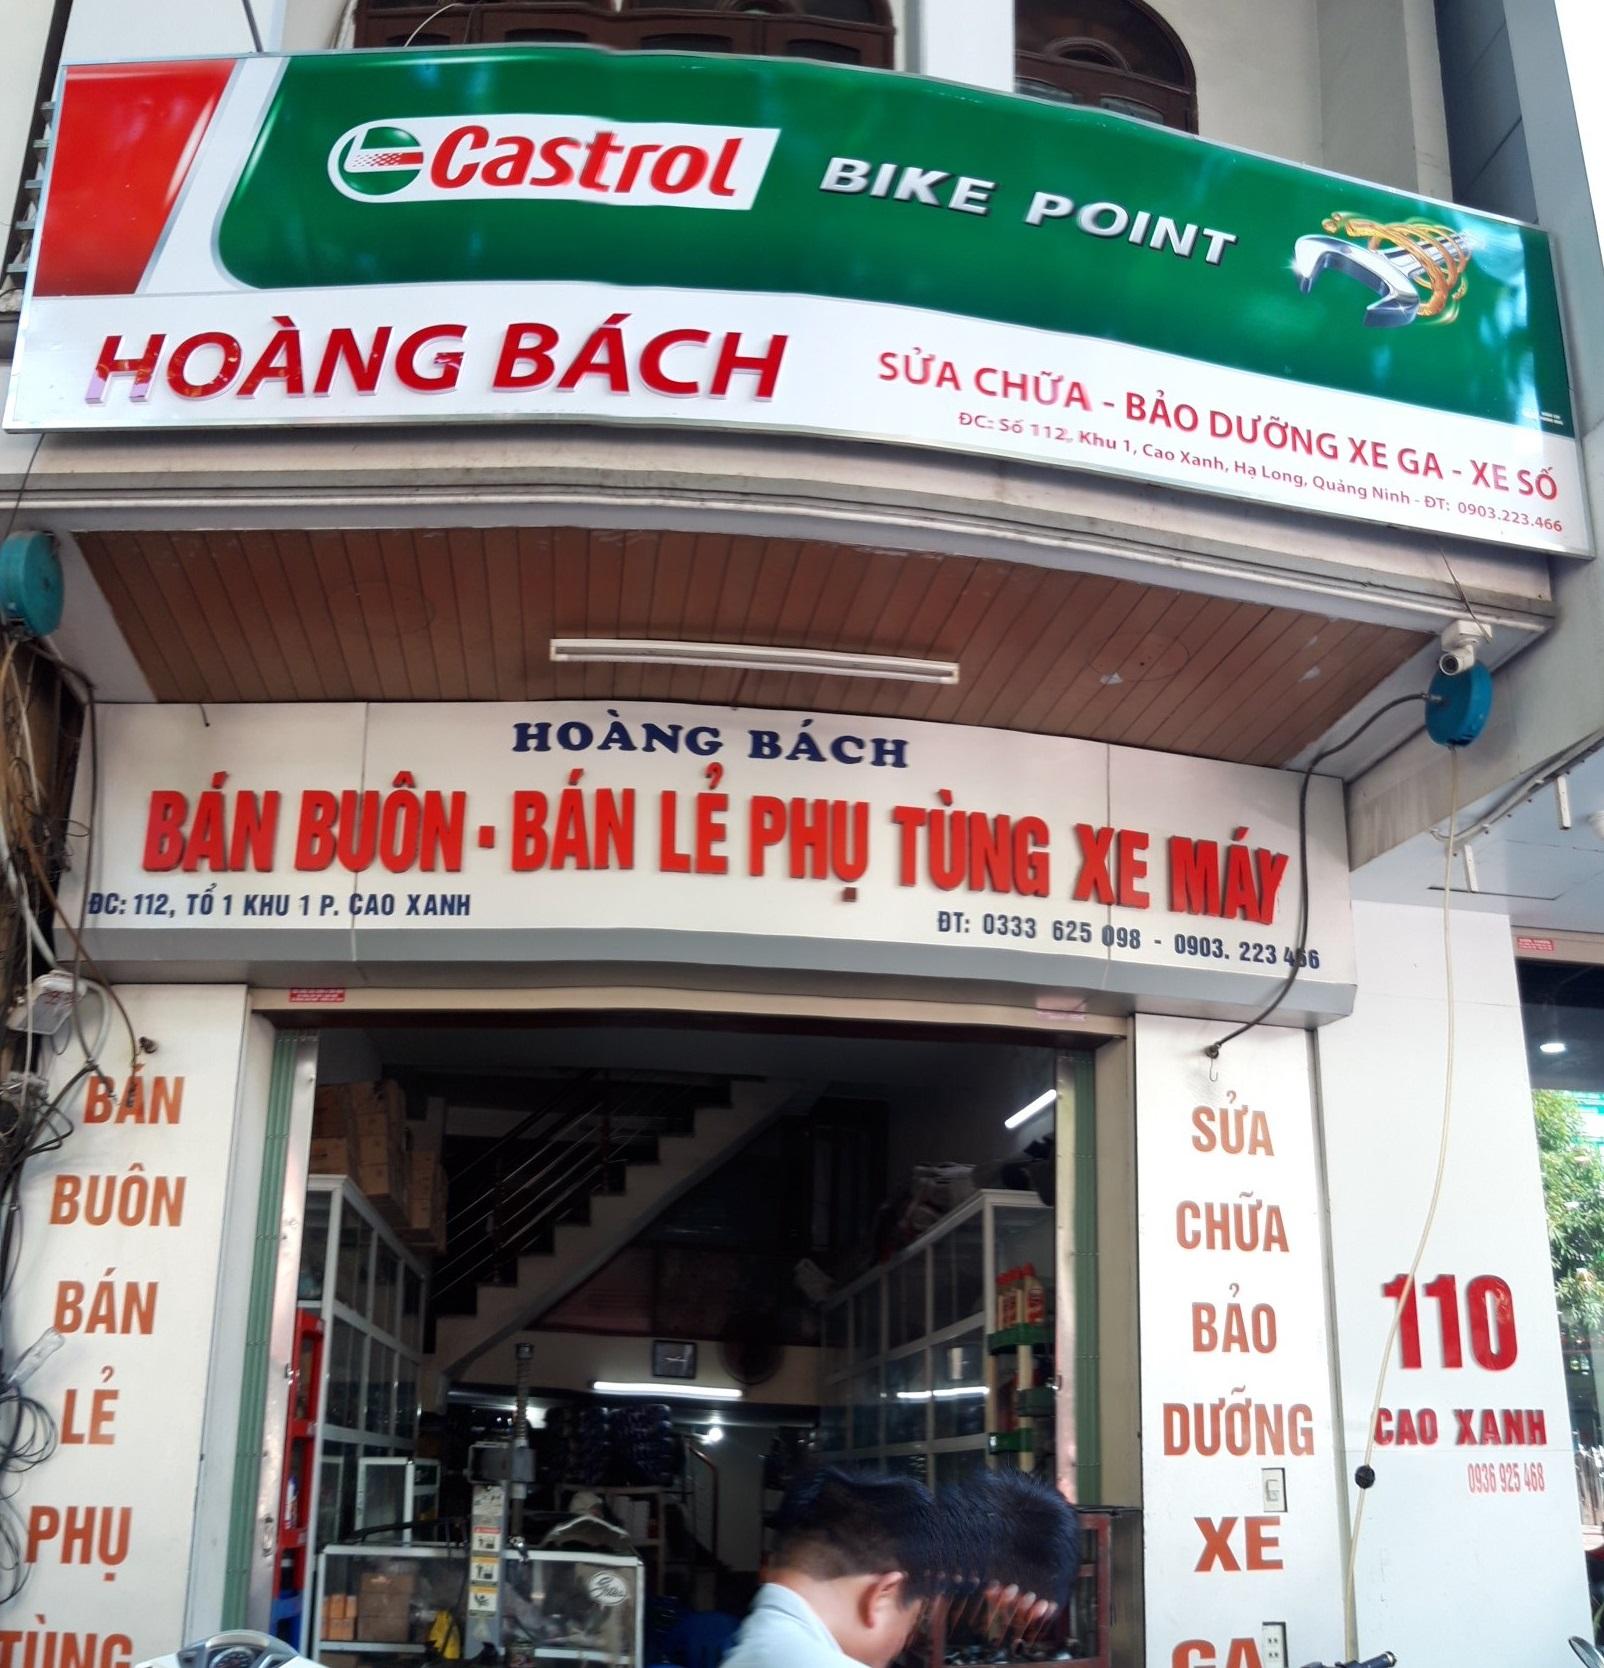 Castrol BIKE POINT
HOÀNG BÁCH
SỬA CHỮA - BẢO DƯỠNG XE GA - XE SỐ
ĐC: Số 112, Khu 1, Cao Xanh, Hạ Long, Quảng Ninh - ĐT: 0903.223.466
HOÀNG BÁCH
BÁN BUÔN - BÁN LẺ PHỤ TÙNG XE MÁY
ĐC: 112, TỔ 1 KHU 1 P. CAO XANH
ĐT: 0333 625 098 - 0903. 223 466
BÁN
BUÔN
BÁN
LẺ
PHỤ
TÙNG
SỬA
CHỮA
BẢO
DƯỠNG
XE
GA
110
CAO XANH
0936 925 468